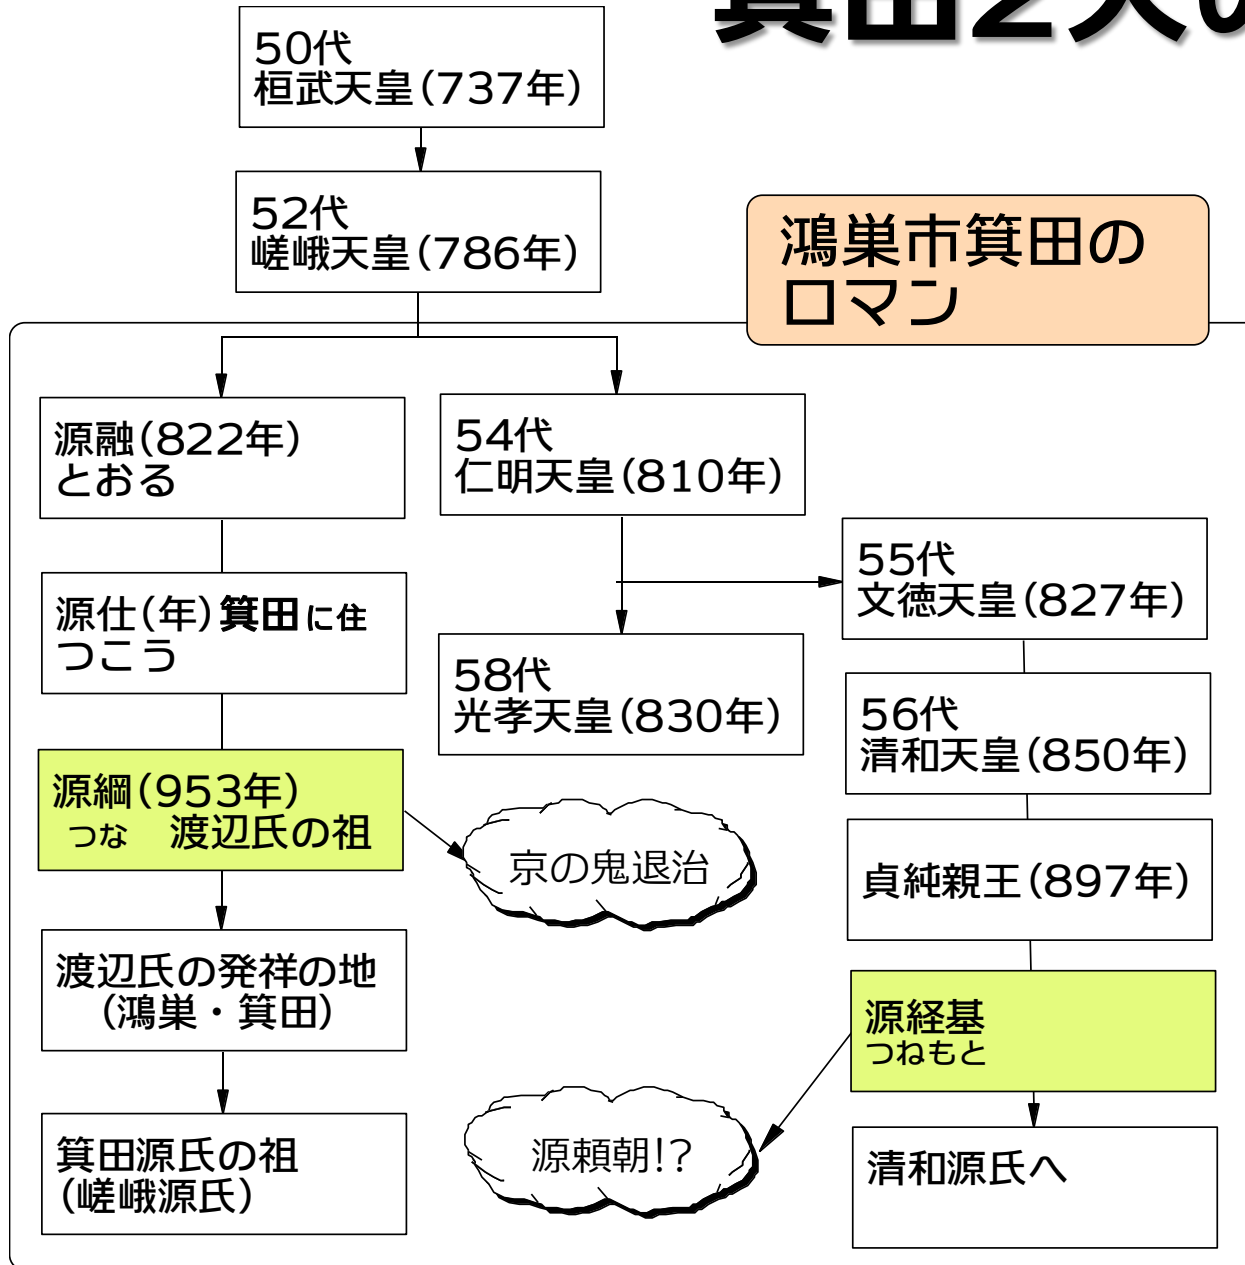 箕田2人の
50代
桓武天皇(737年)
52代
嵯峨天皇(786年)
鴻巣市箕田の
ロマン
源融(822年)
とおる
54代
仁明天皇(810年)
55代
文徳天皇(827年)
源仕(年)箕田に住
つこう
58代
光孝天皇(830年)
56代
清和天皇(850年)
源綱(953年)
つな 渡辺氏の祖
京の鬼退治
貞純親王(897年)
渡辺氏の発祥の地
(鴻巣・箕田)
源経基
つねもと
箕田源氏の祖
(嵯峨源氏)
源頼朝!?
清和源氏へ